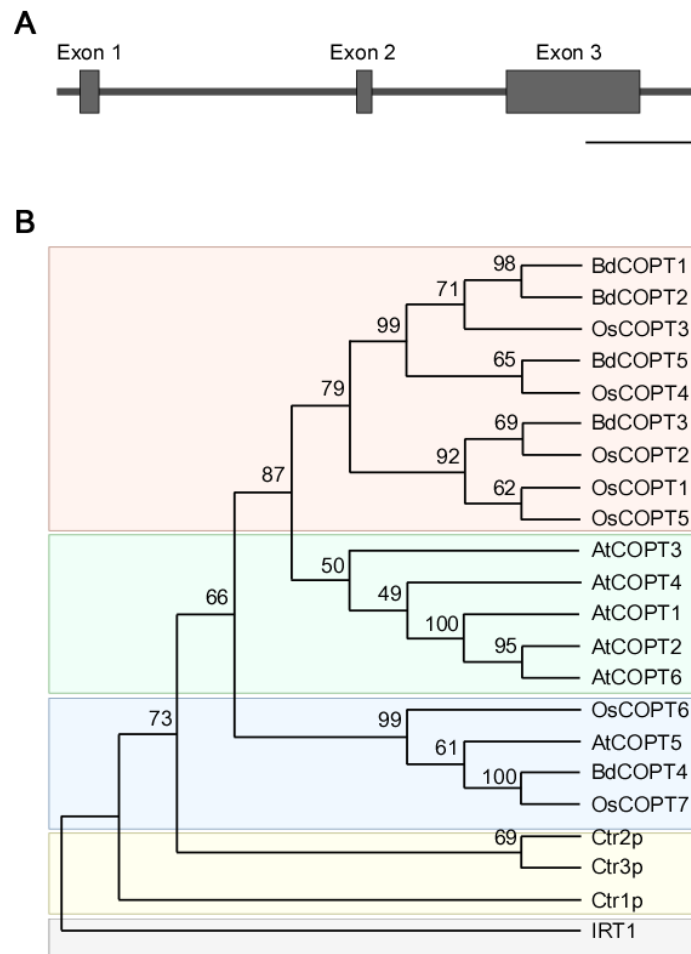 A
Exon 1 Exon 2 Exon 3
B
98 BdCOPT1
71 BdCOPT2
99 OsCOPT3
65 BdCOPT5
79 OsCOPT4
69 BdCOPT3
92 OsCOPT2
87 62 OsCOPT1
OsCOPT5
50 AtCOPT3
49 AtCOPT4
66 100 AtCOPT1
95 AtCOPT2
AtCOPT6
73 99 OsCOPT6
61 AtCOPT5
100 BdCOPT4
OsCOPT7
69 Ctr2p
Ctr3p
Ctr1p
IRT1